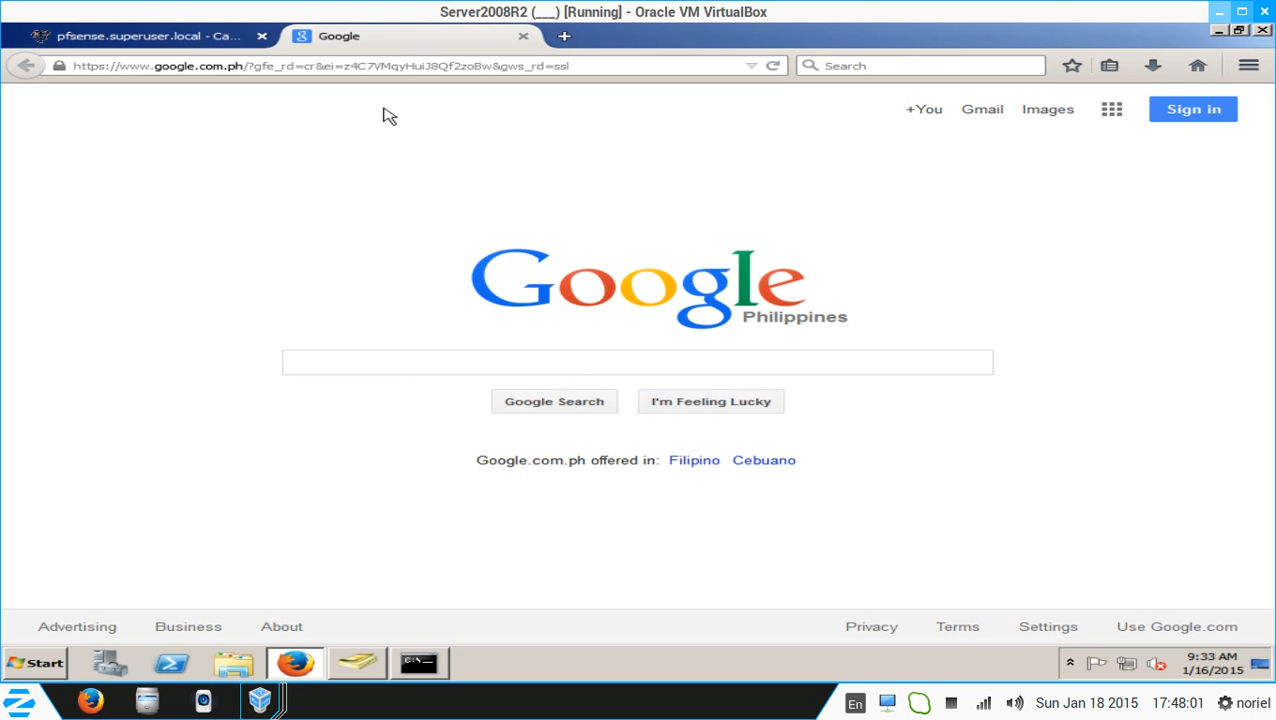 Server2008R2 (___) [Running] - Oracle VM VirtualBox
pfsense.superuser.local - Ca...
Google
https://www.google.com.ph/?gfe_rd=cr&ei=z4C7VMqyHuiJ8Qf2zoBw&gws_rd=ssl
Search
+You Gmail Images Sign in
Google
Philippines
Google Search I'm Feeling Lucky
Google.com.ph offered in: Filipino Cebuano
Advertising Business About Privacy Terms Settings Use Google.com
Start
C:\
9:33 AM
1/16/2015
En
Sun Jan 18 2015 17:48:01
noriel